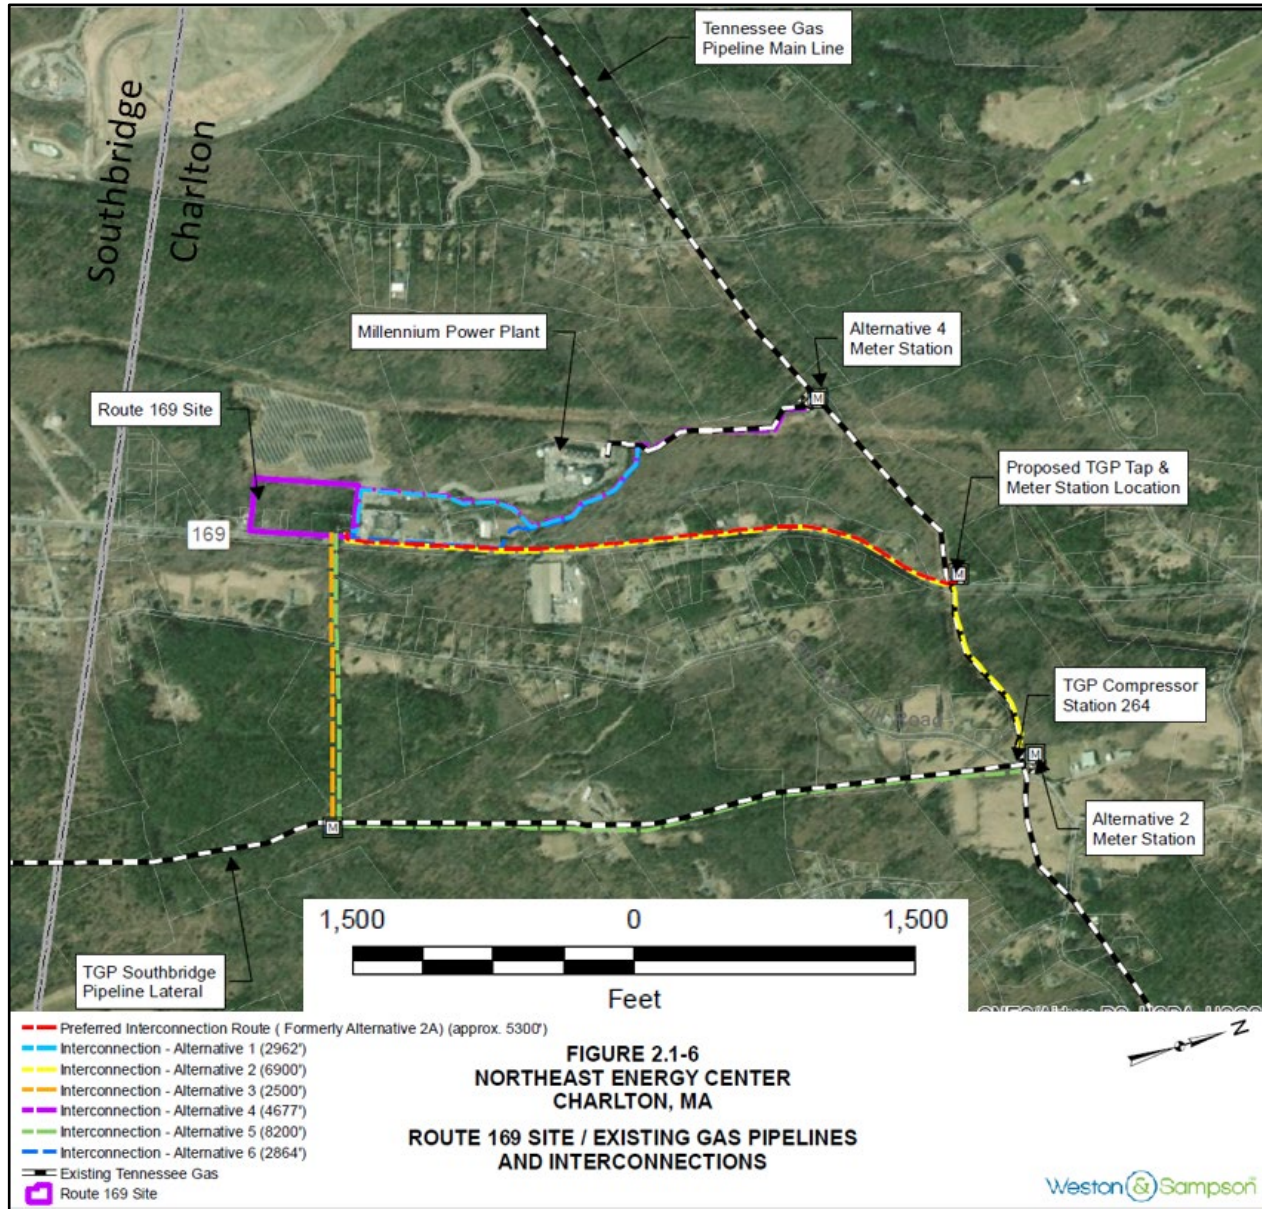 Tennessee Gas
Pipeline Main Line
Southbridge
Charlton
Millennium Power Plant
Alternative 4
Meter Station
M
Route 169 Site
Proposed TGP Tap &
Meter Station Location
169
M
TGP Compressor
Station 264
Road
M
Alternative 2
Meter Station
M
TGP Southbridge
Pipeline Lateral
1,500 0 1,500
Feet
Preferred Interconnection Route ( Formerly Alternative 2A) (approx. 5300')
Interconnection - Alternative 1 (2962')
Interconnection - Alternative 2 (6900')
Interconnection - Alternative 3 (2500')
Interconnection - Alternative 4 (4677')
Interconnection - Alternative 5 (8200')
Interconnection - Alternative 6 (2864')
Existing Tennessee Gas
Route 169 Site
FIGURE 2.1-6
NORTHEAST ENERGY CENTER
CHARLTON, MA
ROUTE 169 SITE / EXISTING GAS PIPELINES
AND INTERCONNECTIONS
N
Weston & Sampson